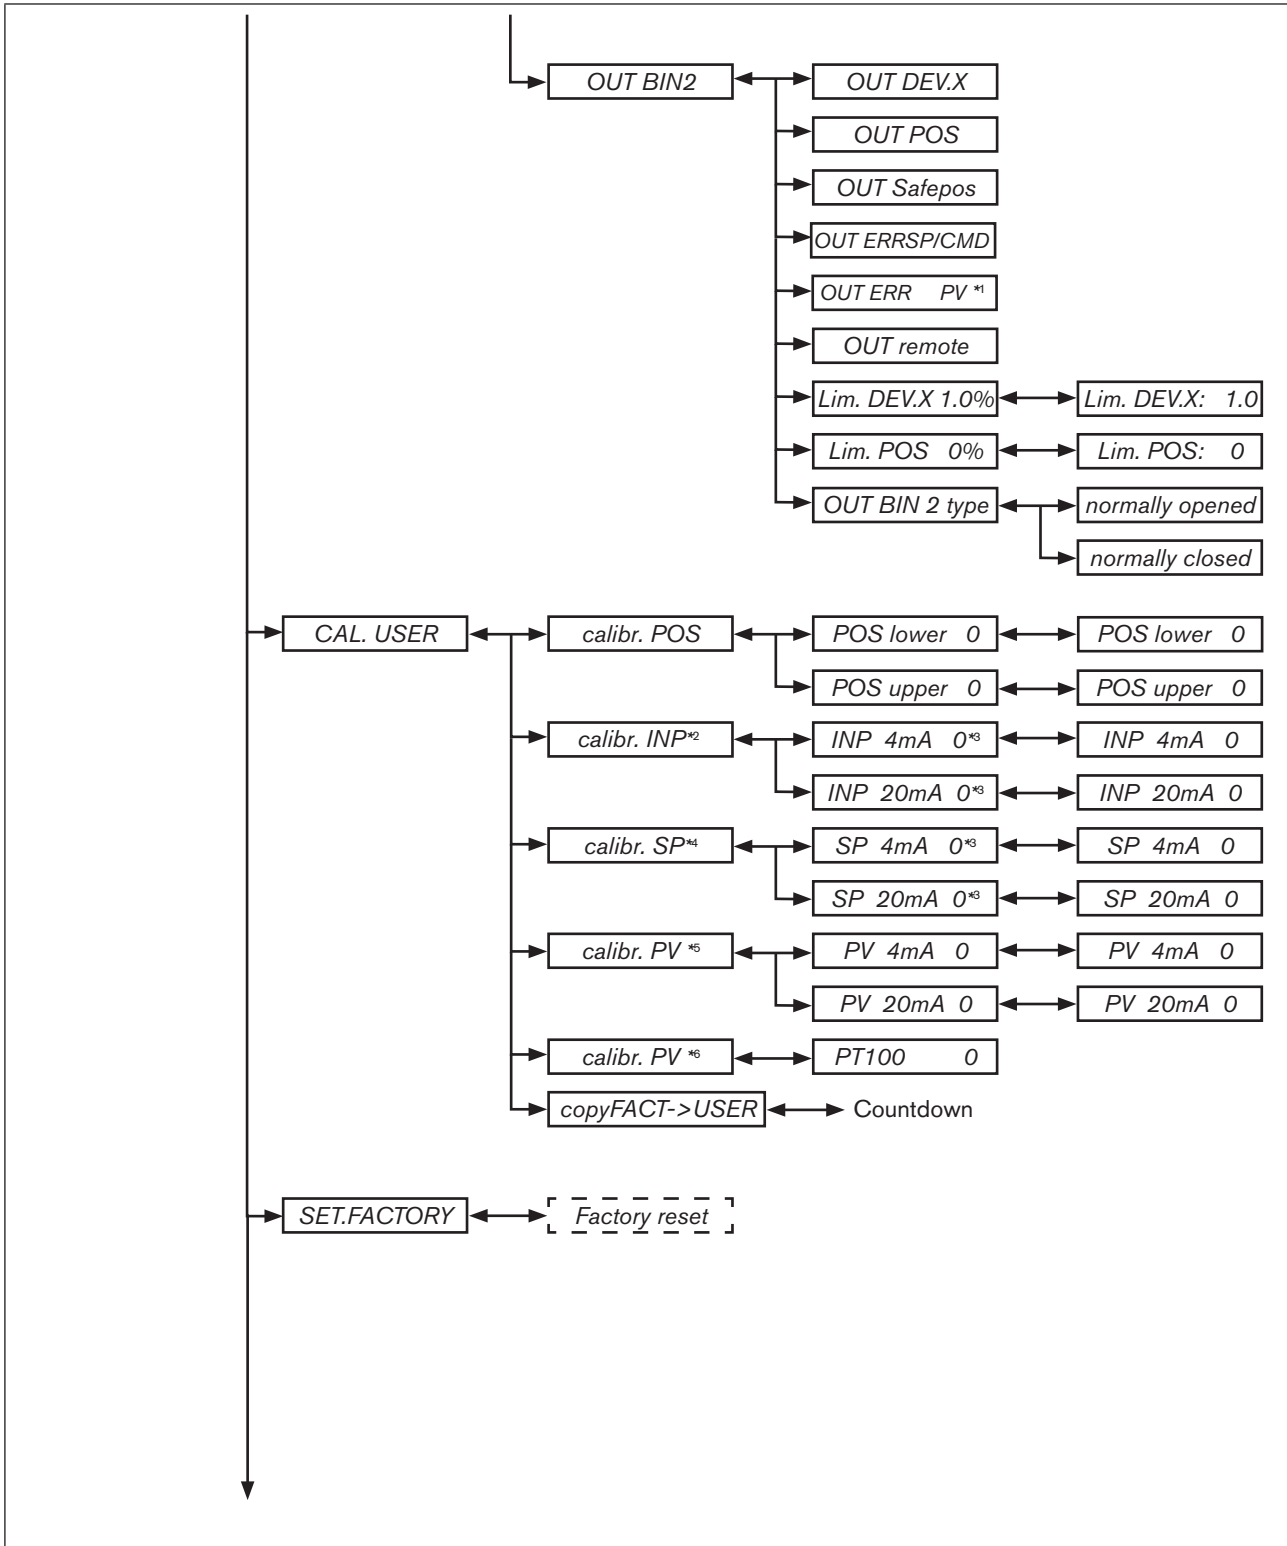 OUT BIN2
OUT DEV.X
OUT POS
OUT Safepos
OUT ERRSP/CMD
OUT ERR PV *1
OUT remote
Lim. DEV.X 1.0%
Lim. DEV.X: 1.0
Lim. POS 0%
Lim. POS: 0
OUT BIN 2 type
normally opened
normally closed
CAL. USER
calibr. POS
POS lower 0
POS lower 0
POS upper 0
POS upper 0
calibr. INP*2
INP 4mA 0*3
INP 4mA 0
INP 20mA 0*3
INP 20mA 0
calibr. SP*4
SP 4mA 0*3
SP 4mA 0
SP 20mA 0*3
SP 20mA 0
calibr. PV *5
PV 4mA 0
PV 4mA 0
PV 20mA 0
PV 20mA 0
calibr. PV *6
PT100 0
copyFACT->USER
Countdown
SET.FACTORY
Factory reset